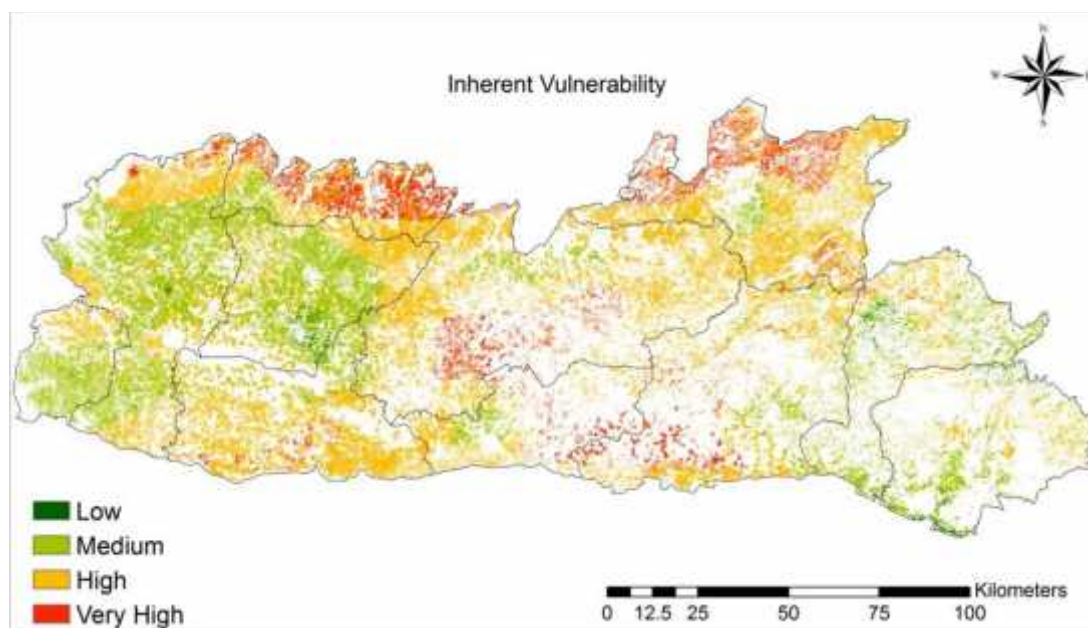 Inherent Vulnerability
N
S
Low
Medium
High
Very High
Kilometers
0 12.5 25 50 75 100